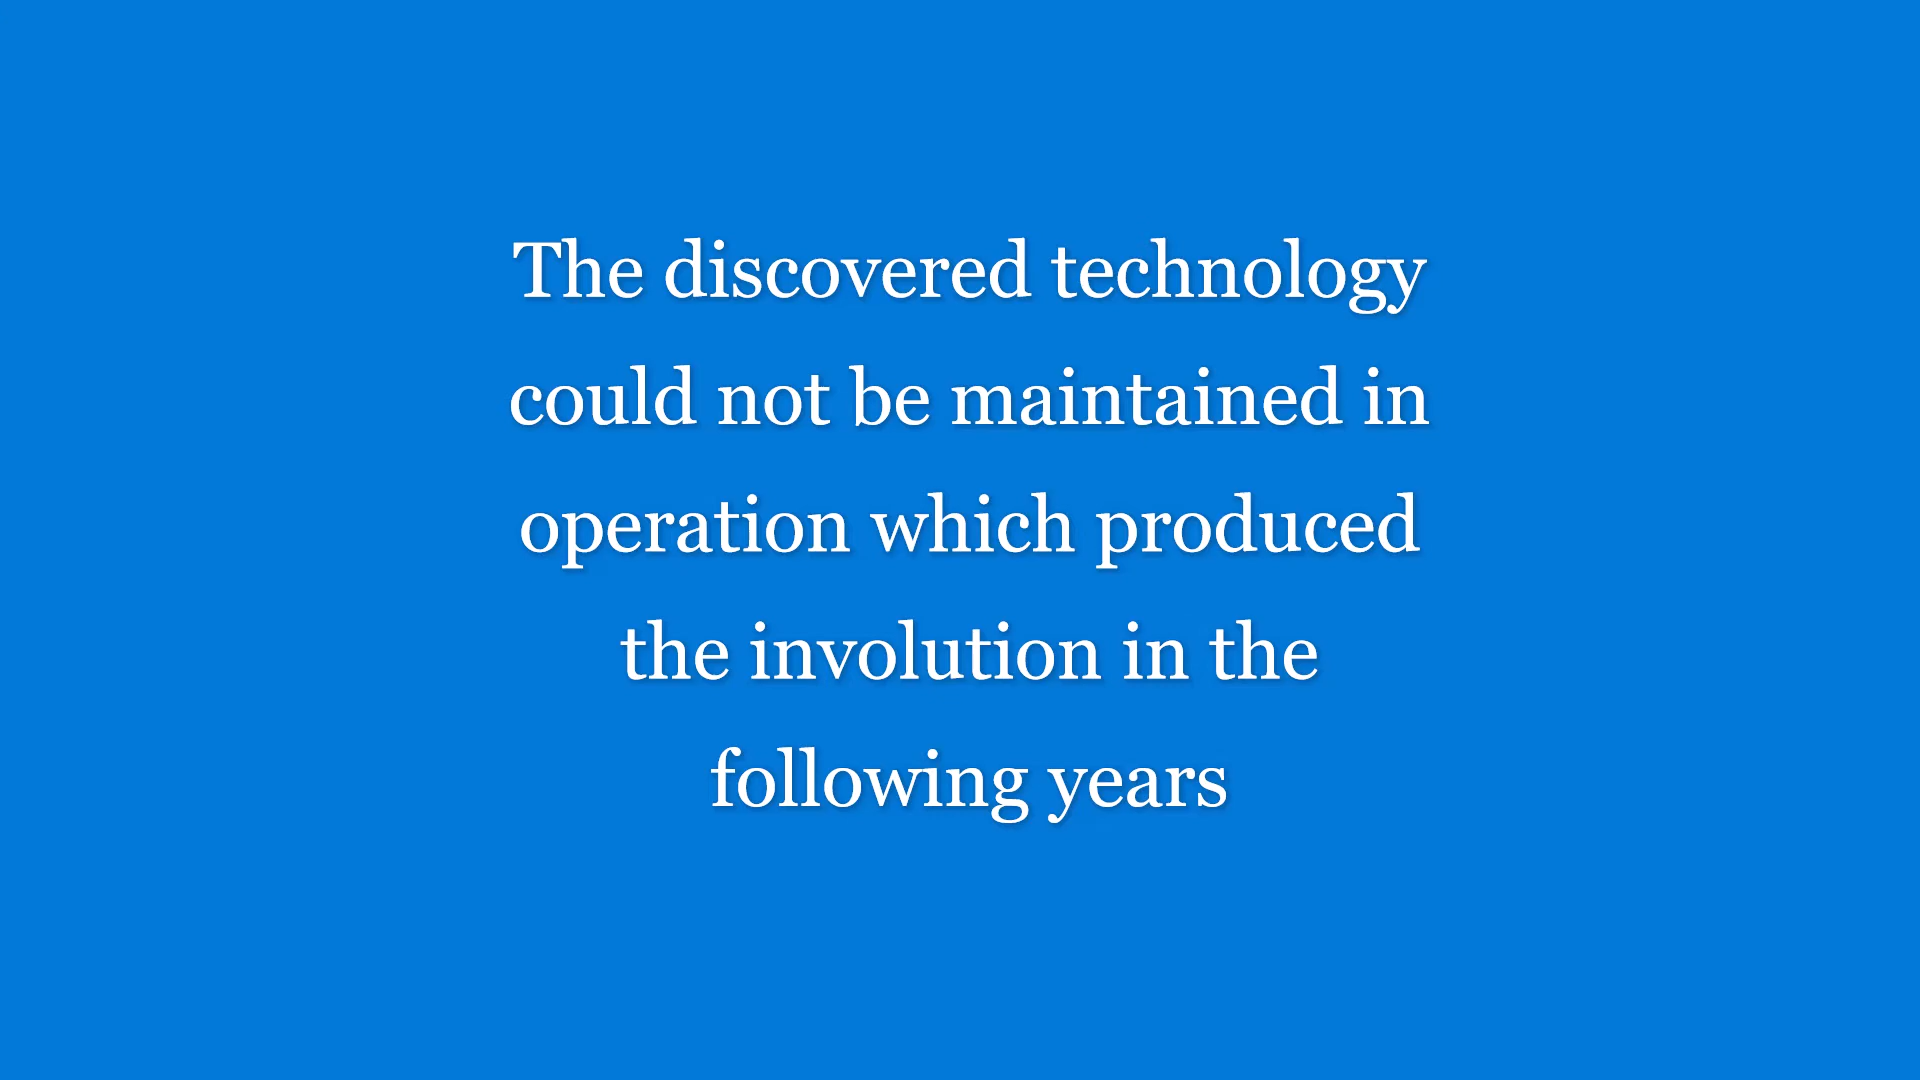 The discovered technology
could not be maintained in
operation which produced
the involution in the
following years